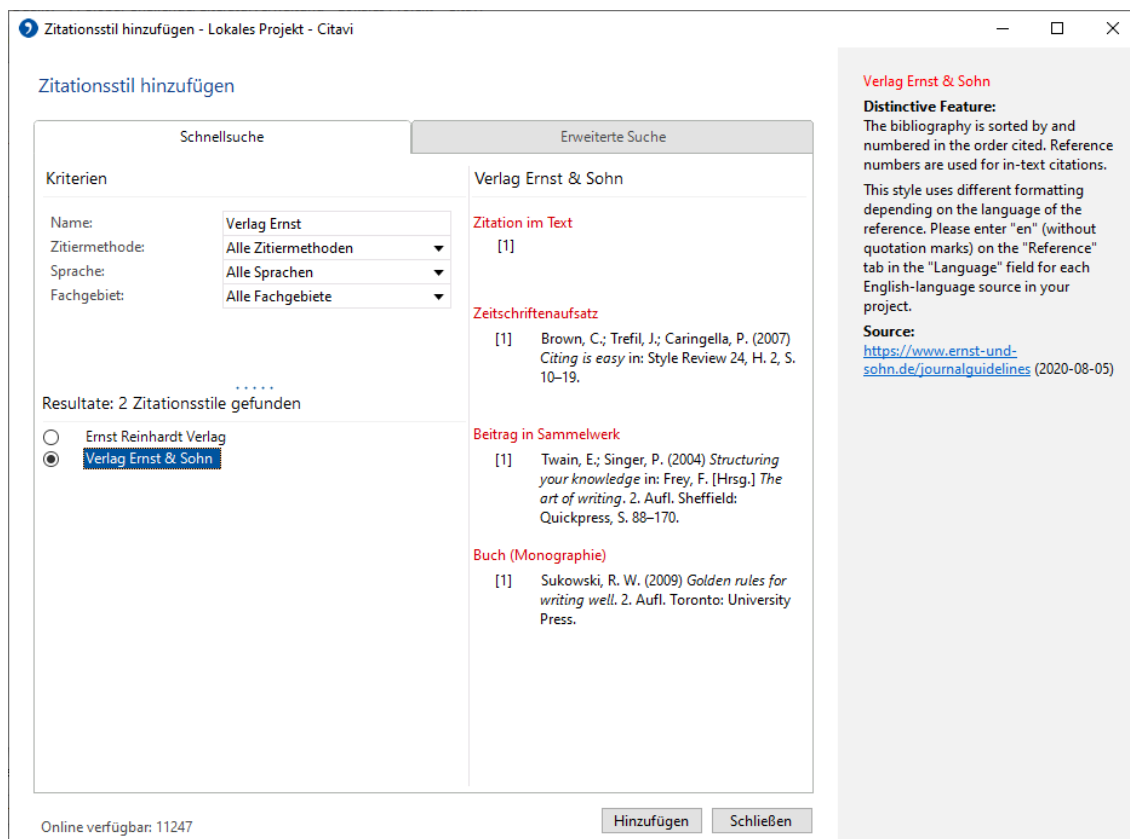 Zitationsstil hinzufügen - Lokales Projekt - Citavi
Zitationsstil hinzufügen
Schnellsuche
Erweiterte Suche
Kriterien
Name:
Verlag Ernst
Zitiermethode:
Alle Zitiermethoden
Sprache:
Alle Sprachen
Fachgebiet:
Alle Fachgebiete
Resultate: 2 Zitationsstile gefunden
Ernst Reinhardt Verlag
Verlag Ernst & Sohn
Verlag Ernst & Sohn
Zitation im Text
[1]
Zeitschriftenaufsatz
[1] Brown, C.; Trefil, J.; Caringella, P. (2007)
Citing is easy in: Style Review 24, H. 2, S.
10–19.
Beitrag in Sammelwerk
[1] Twain, E.; Singer, P. (2004) Structuring
your knowledge in: Frey, F. [Hrsg.] The
art of writing. 2. Aufl. Sheffield:
Quickpress, S. 88–170.
Buch (Monographie)
[1] Sukowski, R. W. (2009) Golden rules for
writing well. 2. Aufl. Toronto: University
Press.
Verlag Ernst & Sohn
Distinctive Feature:
The bibliography is sorted by and
numbered in the order cited. Reference
numbers are used for in-text citations.
This style uses different formatting
depending on the language of the
reference. Please enter "en" (without
quotation marks) on the "Reference"
tab in the "Language" field for each
English-language source in your
project.
Source:
https://www.ernst-und-
sohn.de/journalguidelines (2020-08-05)
Online verfügbar: 11247
Hinzufügen
Schließen